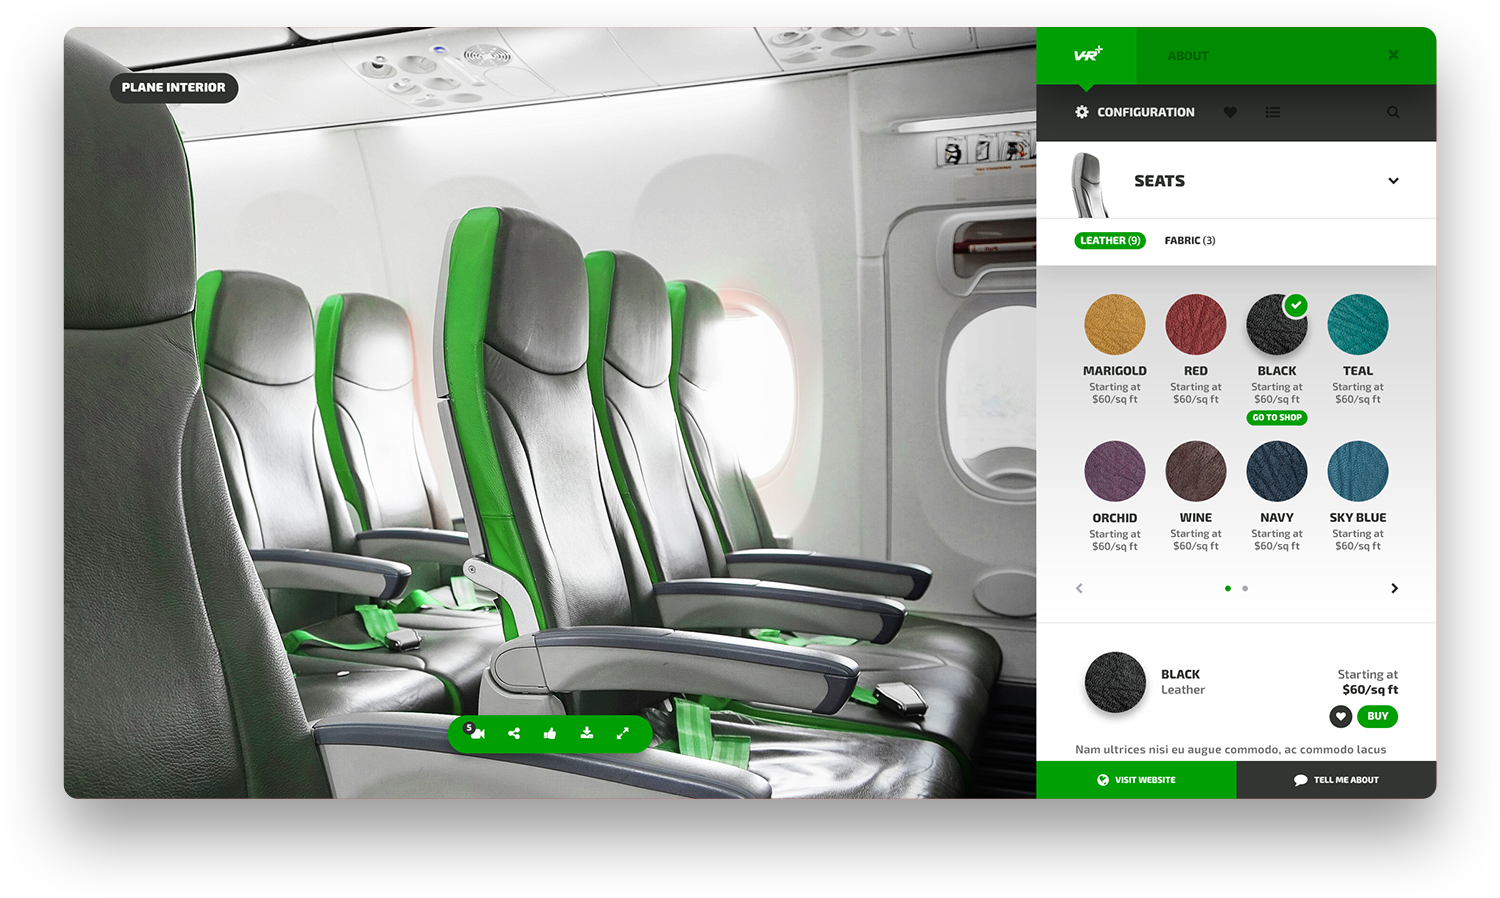 PLANE INTERIOR
VR+
ABOUT
CONFIGURATION
SEATS
LEATHER (9)
FABRIC (3)
MARIGOLD
Starting at
$60/sq ft
RED
Starting at
$60/sq ft
BLACK
Starting at
$60/sq ft
GO TO SHOP
TEAL
Starting at
$60/sq ft
ORCHID
Starting at
$60/sq ft
WINE
Starting at
$60/sq ft
NAVY
Starting at
$60/sq ft
SKY BLUE
Starting at
$60/sq ft
BLACK
Leather
Starting at
$60/sq ft
BUY
Nam ultrices nisi eu augue commodo, ac commodo lacus
5
VISIT WEBSITE
TELL ME ABOUT